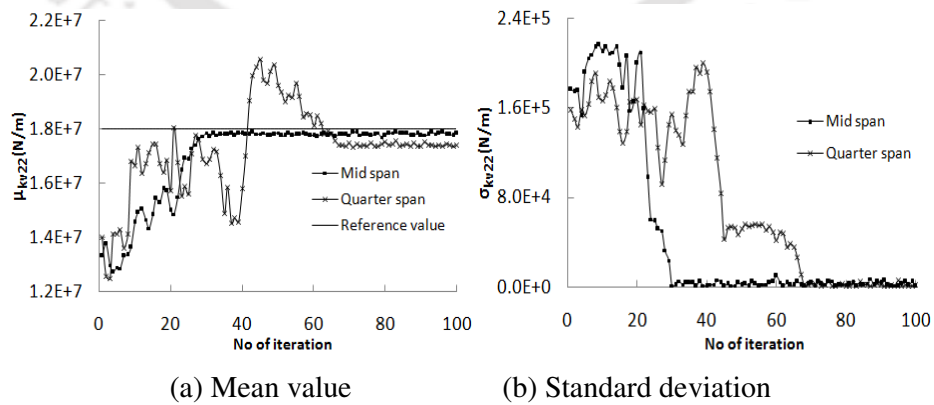 2.2E+7
2.0E+7
1.8E+7
1.6E+7
1.4E+7
1.2E+7
μkv22(N/m)
Mid span
Quarter span
Reference value
0 20 40 60 80 100
No of iteration
(a) Mean value
2.4E+5
1.6E+5
8.0E+4
0.0E+0
σkv22(N/m)
Mid span
Quarter span
0 20 40 60 80 100
No of iteration
(b) Standard deviation